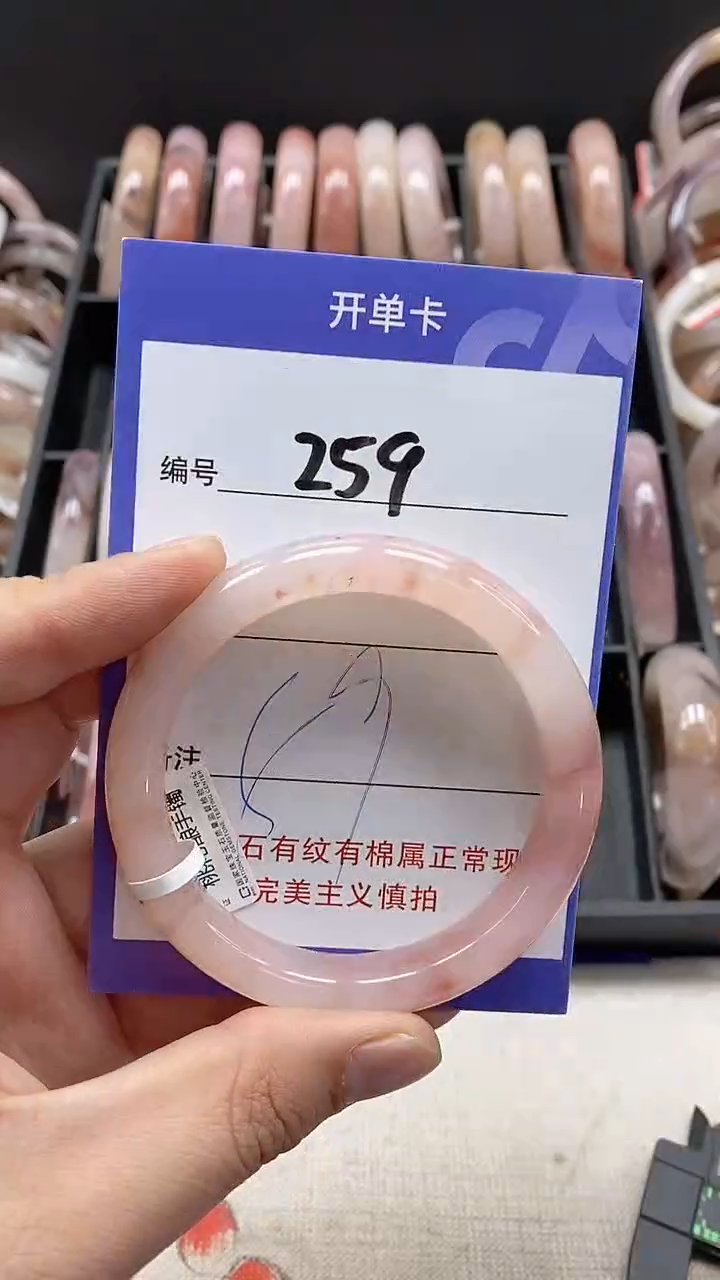 开单卡
编号 259
注
石有纹有棉属正常现
完美主义慎拍